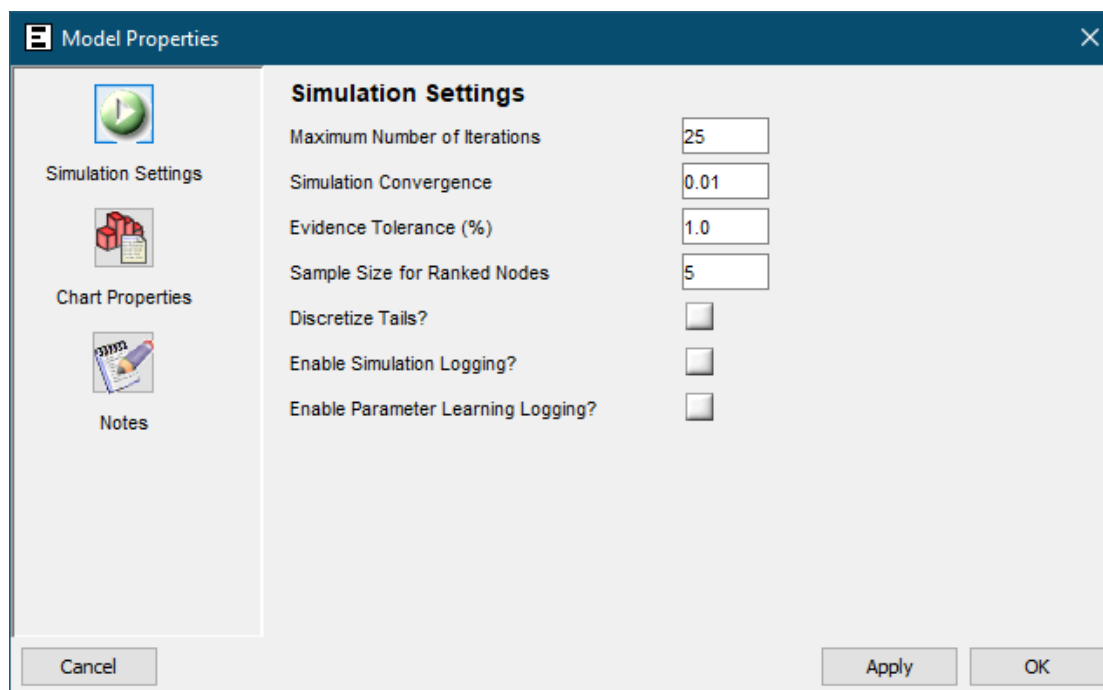 Model Properties
Simulation Settings
Chart Properties
Notes
Simulation Settings
Maximum Number of Iterations 25
Simulation Convergence 0.01
Evidence Tolerance (%) 1.0
Sample Size for Ranked Nodes 5
Discretize Tails?
Enable Simulation Logging?
Enable Parameter Learning Logging?
Cancel Apply OK